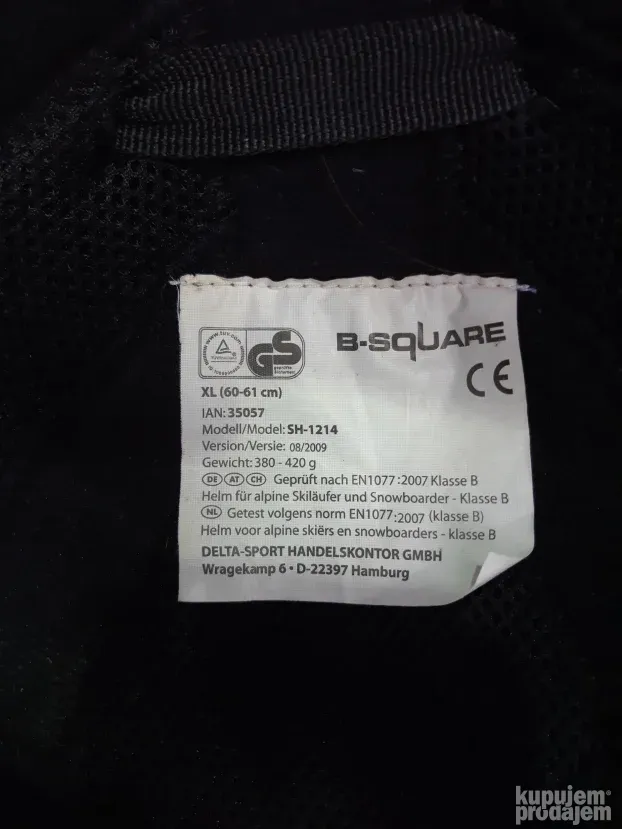 B-SQUARE
GS
geprüfte
Sicherheit
CE
XL (60-61 cm)
IAN: 35057
Modell/Model: SH-1214
Version/Versie: 08/2009
Gewicht: 380 - 420 g
DE AT CH Geprüft nach EN1077:2007 Klasse B
Helm für alpine Skiläufer und Snowboarder - Klasse B
NL Getest volgens norm EN1077:2007 (klasse B)
Helm voor alpine skiërs en snowboarders - klasse B
DELTA-SPORT HANDELSKONTOR GMBH
Wragekamp 6 • D-22397 Hamburg
kupujem
prodajem